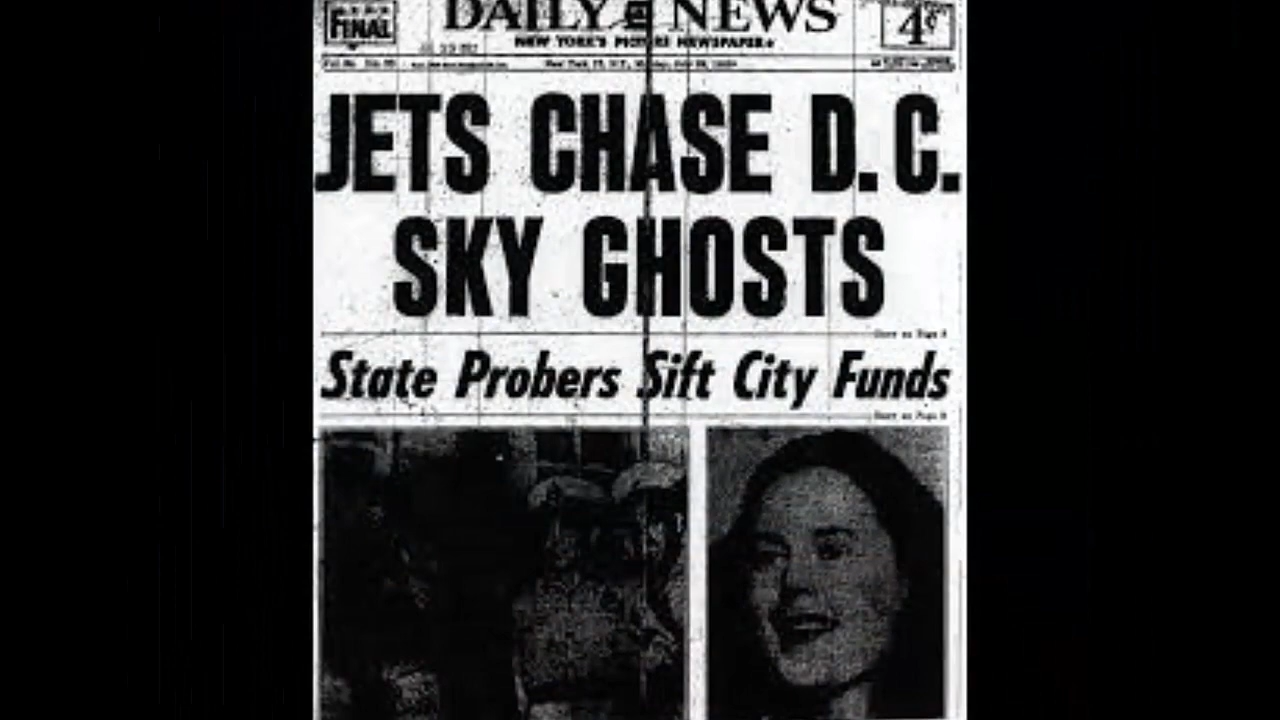 FINAL
DAILY NEWS
4¢
NEW YORK'S PICTURE NEWSPAPER
JETS CHASE D.C.
SKY GHOSTS
State Probers Sift City Funds